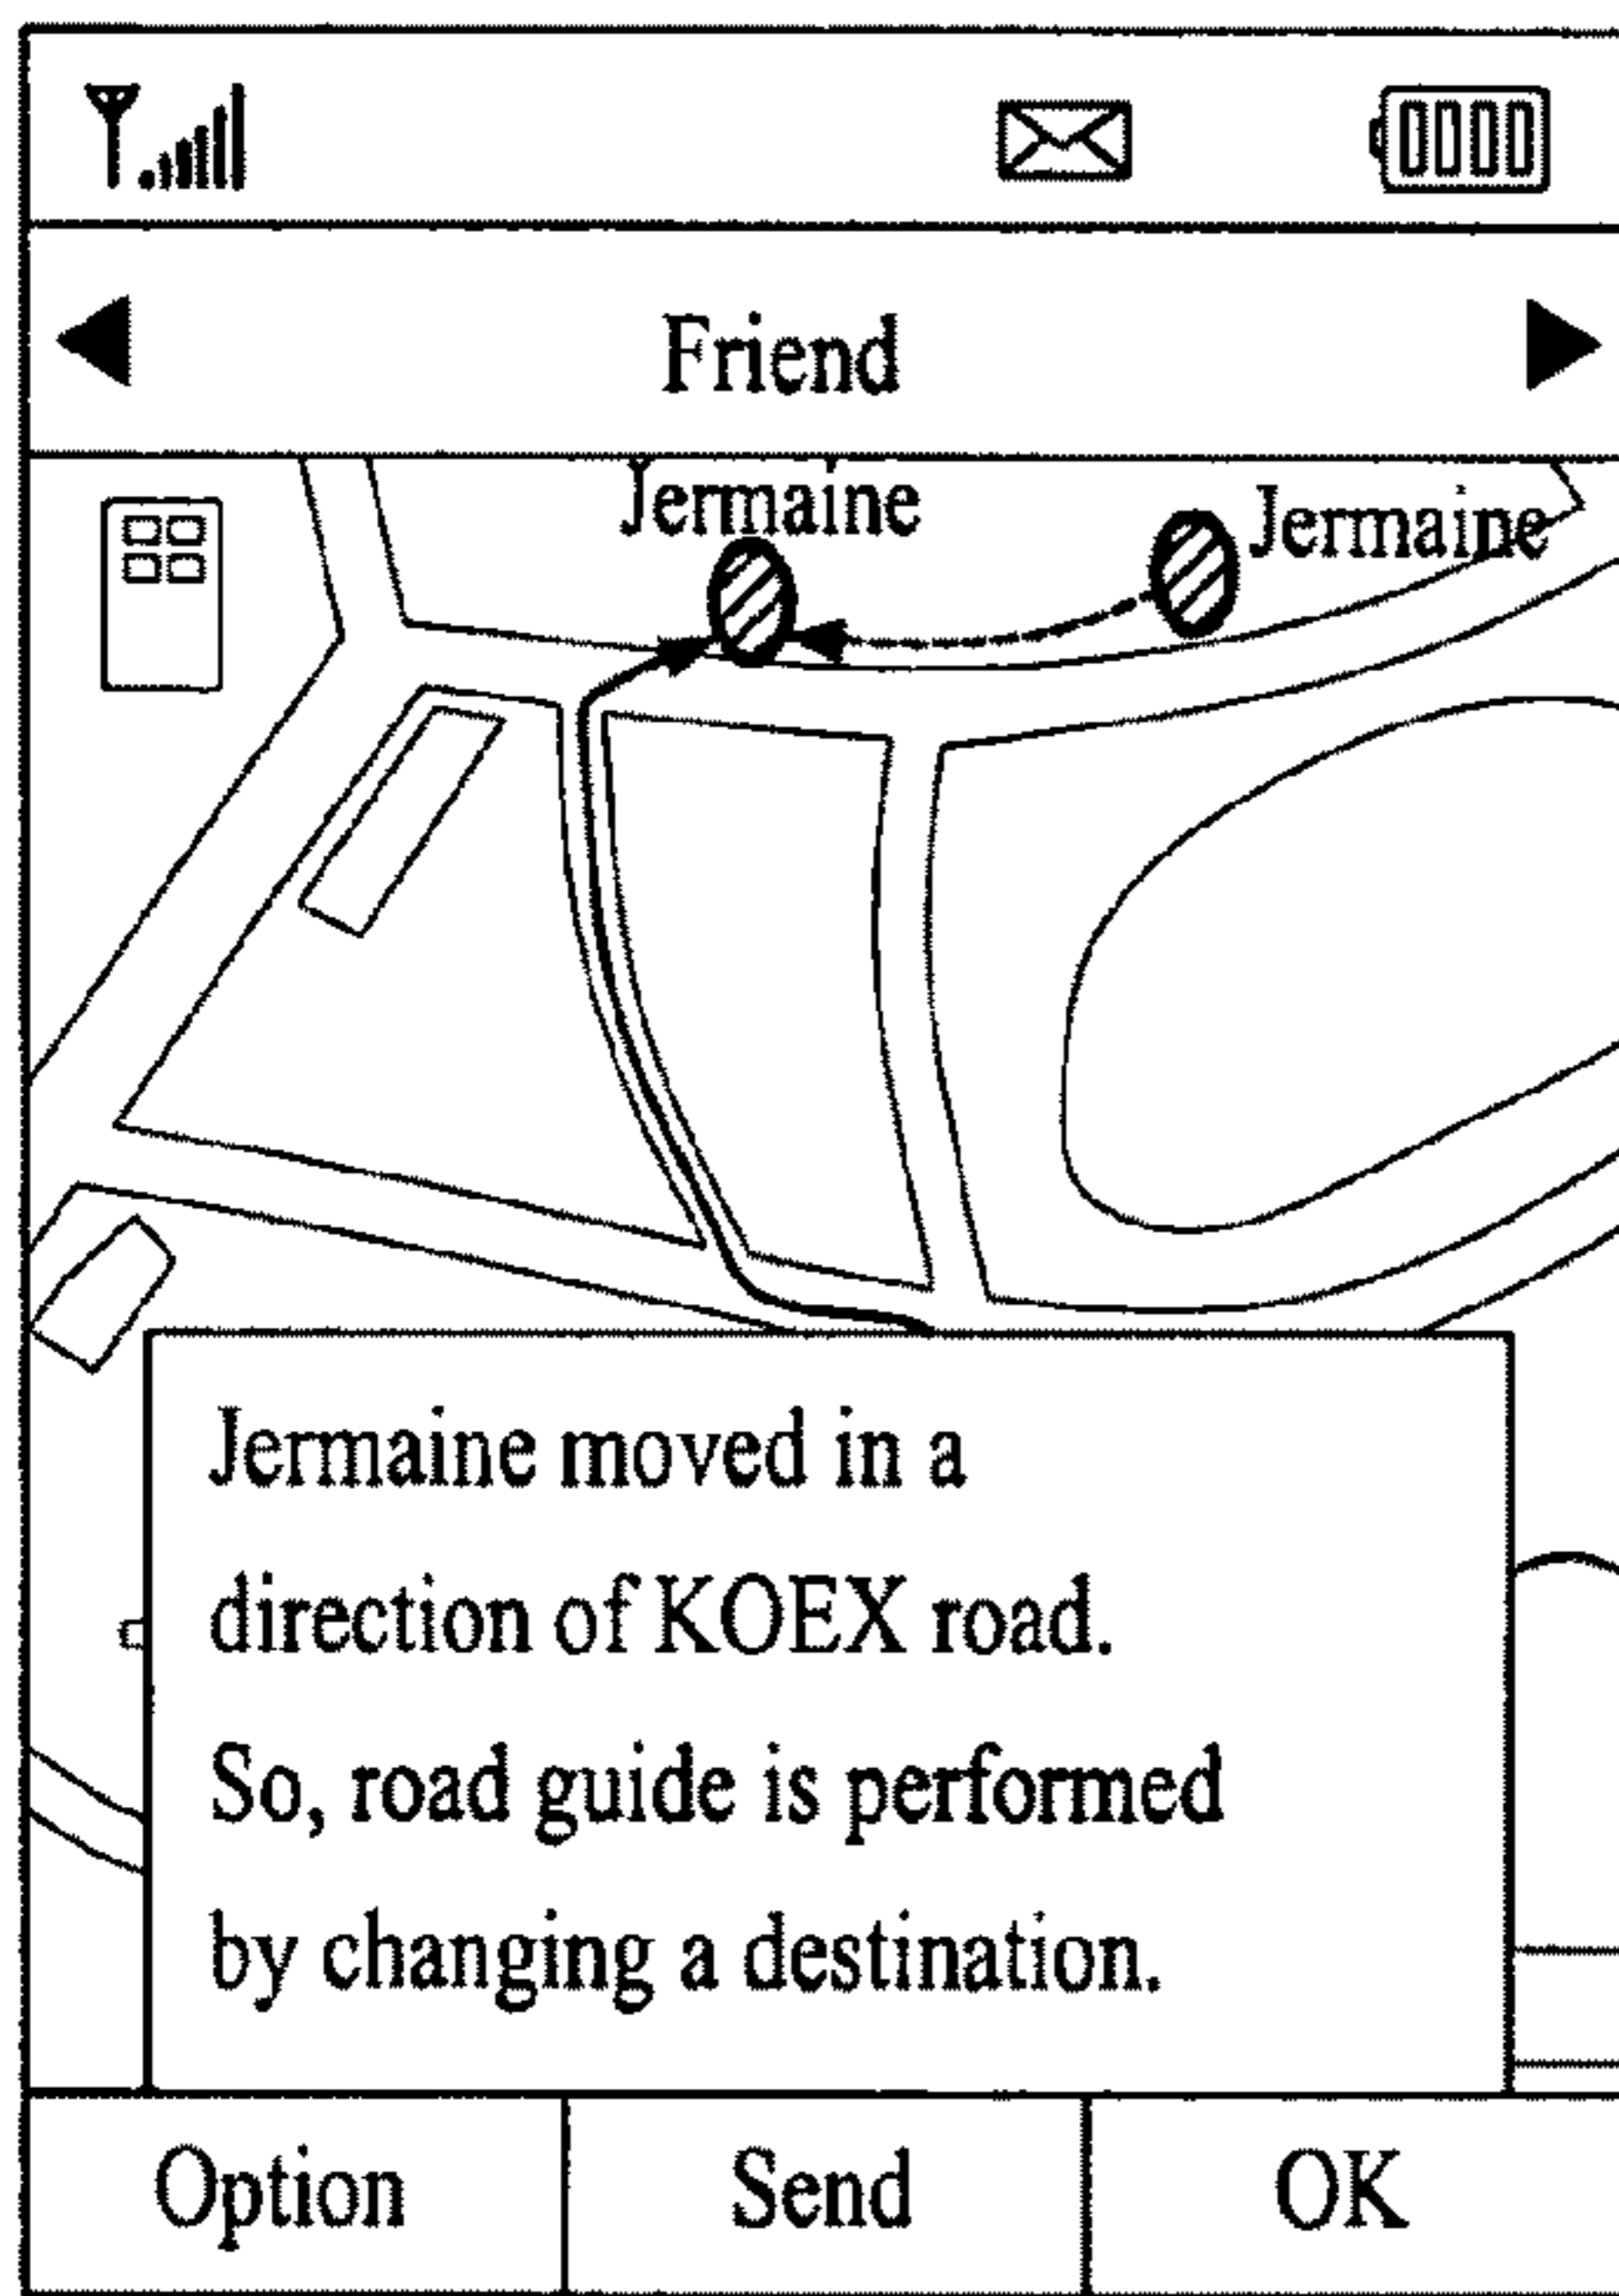 Friend
Jermaine
Jermaine
Jermaine moved in a
direction of KOEX road.
So, road guide is performed
by changing a destination.
Option
Send
OK